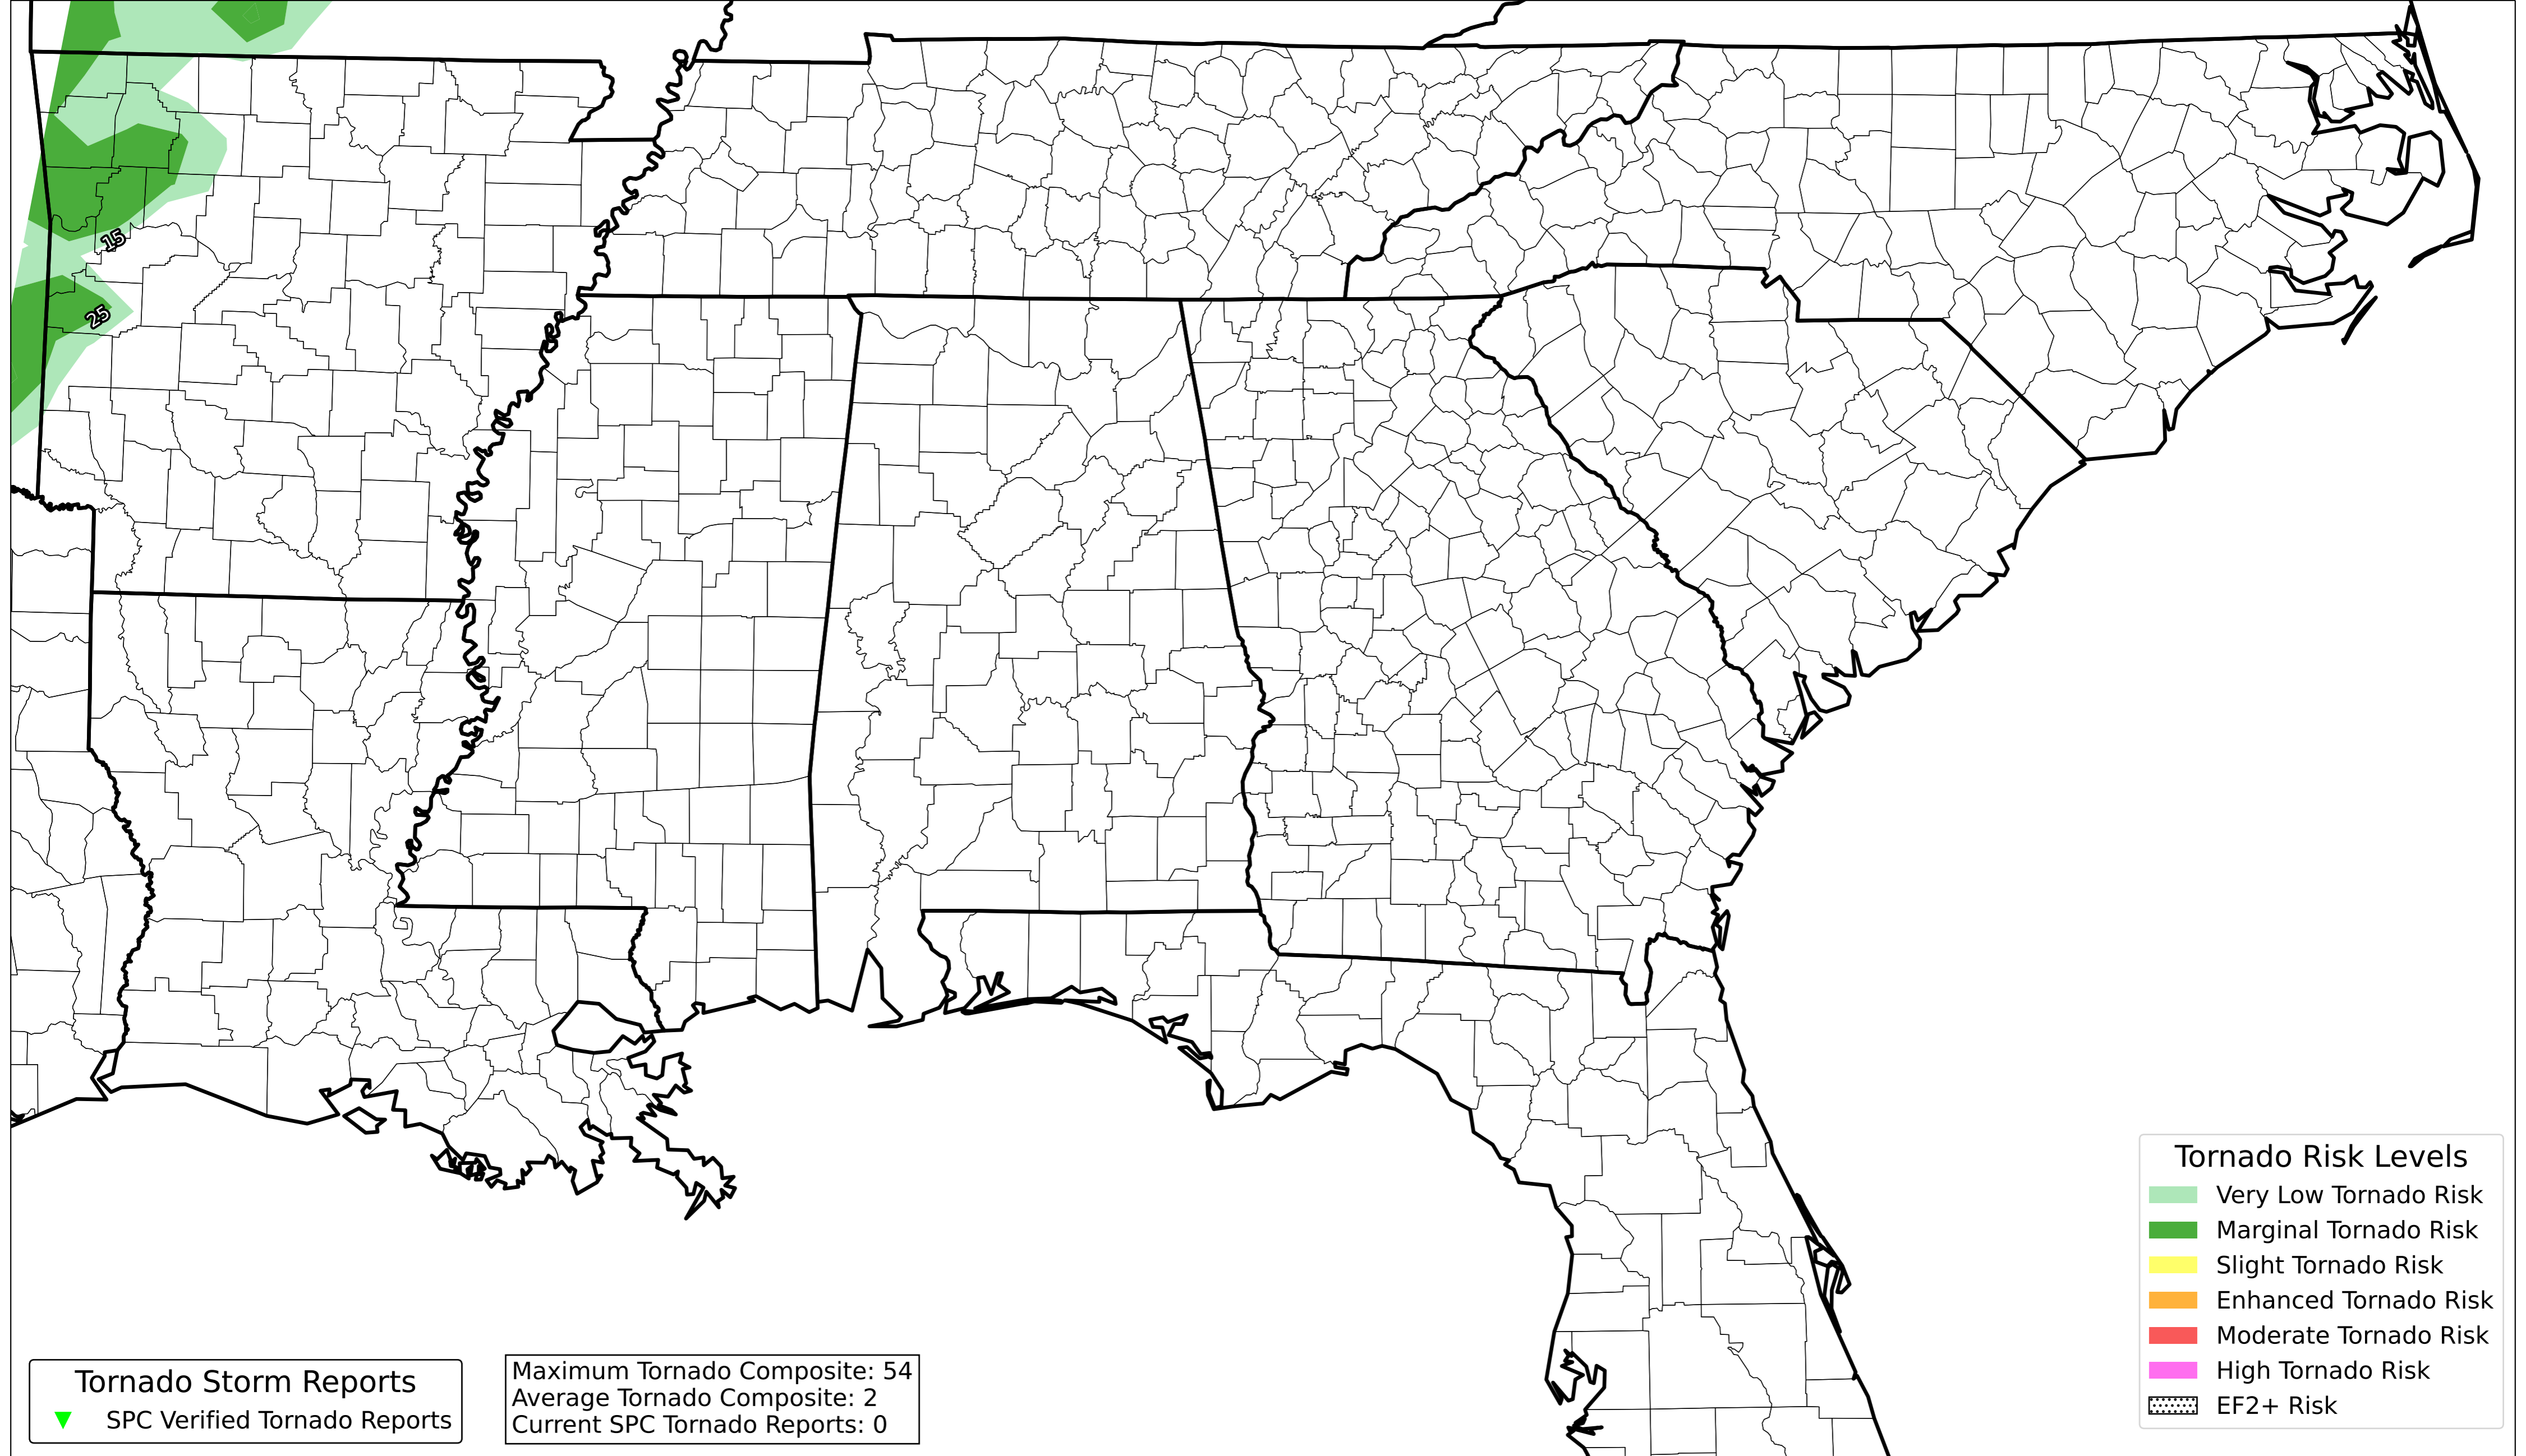 15
25
Tornado Storm Reports
SPC Verified Tornado Reports
Maximum Tornado Composite: 54
Average Tornado Composite: 2
Current SPC Tornado Reports: 0
Tornado Risk Levels
Very Low Tornado Risk
Marginal Tornado Risk
Slight Tornado Risk
Enhanced Tornado Risk
Moderate Tornado Risk
High Tornado Risk
EF2+ Risk